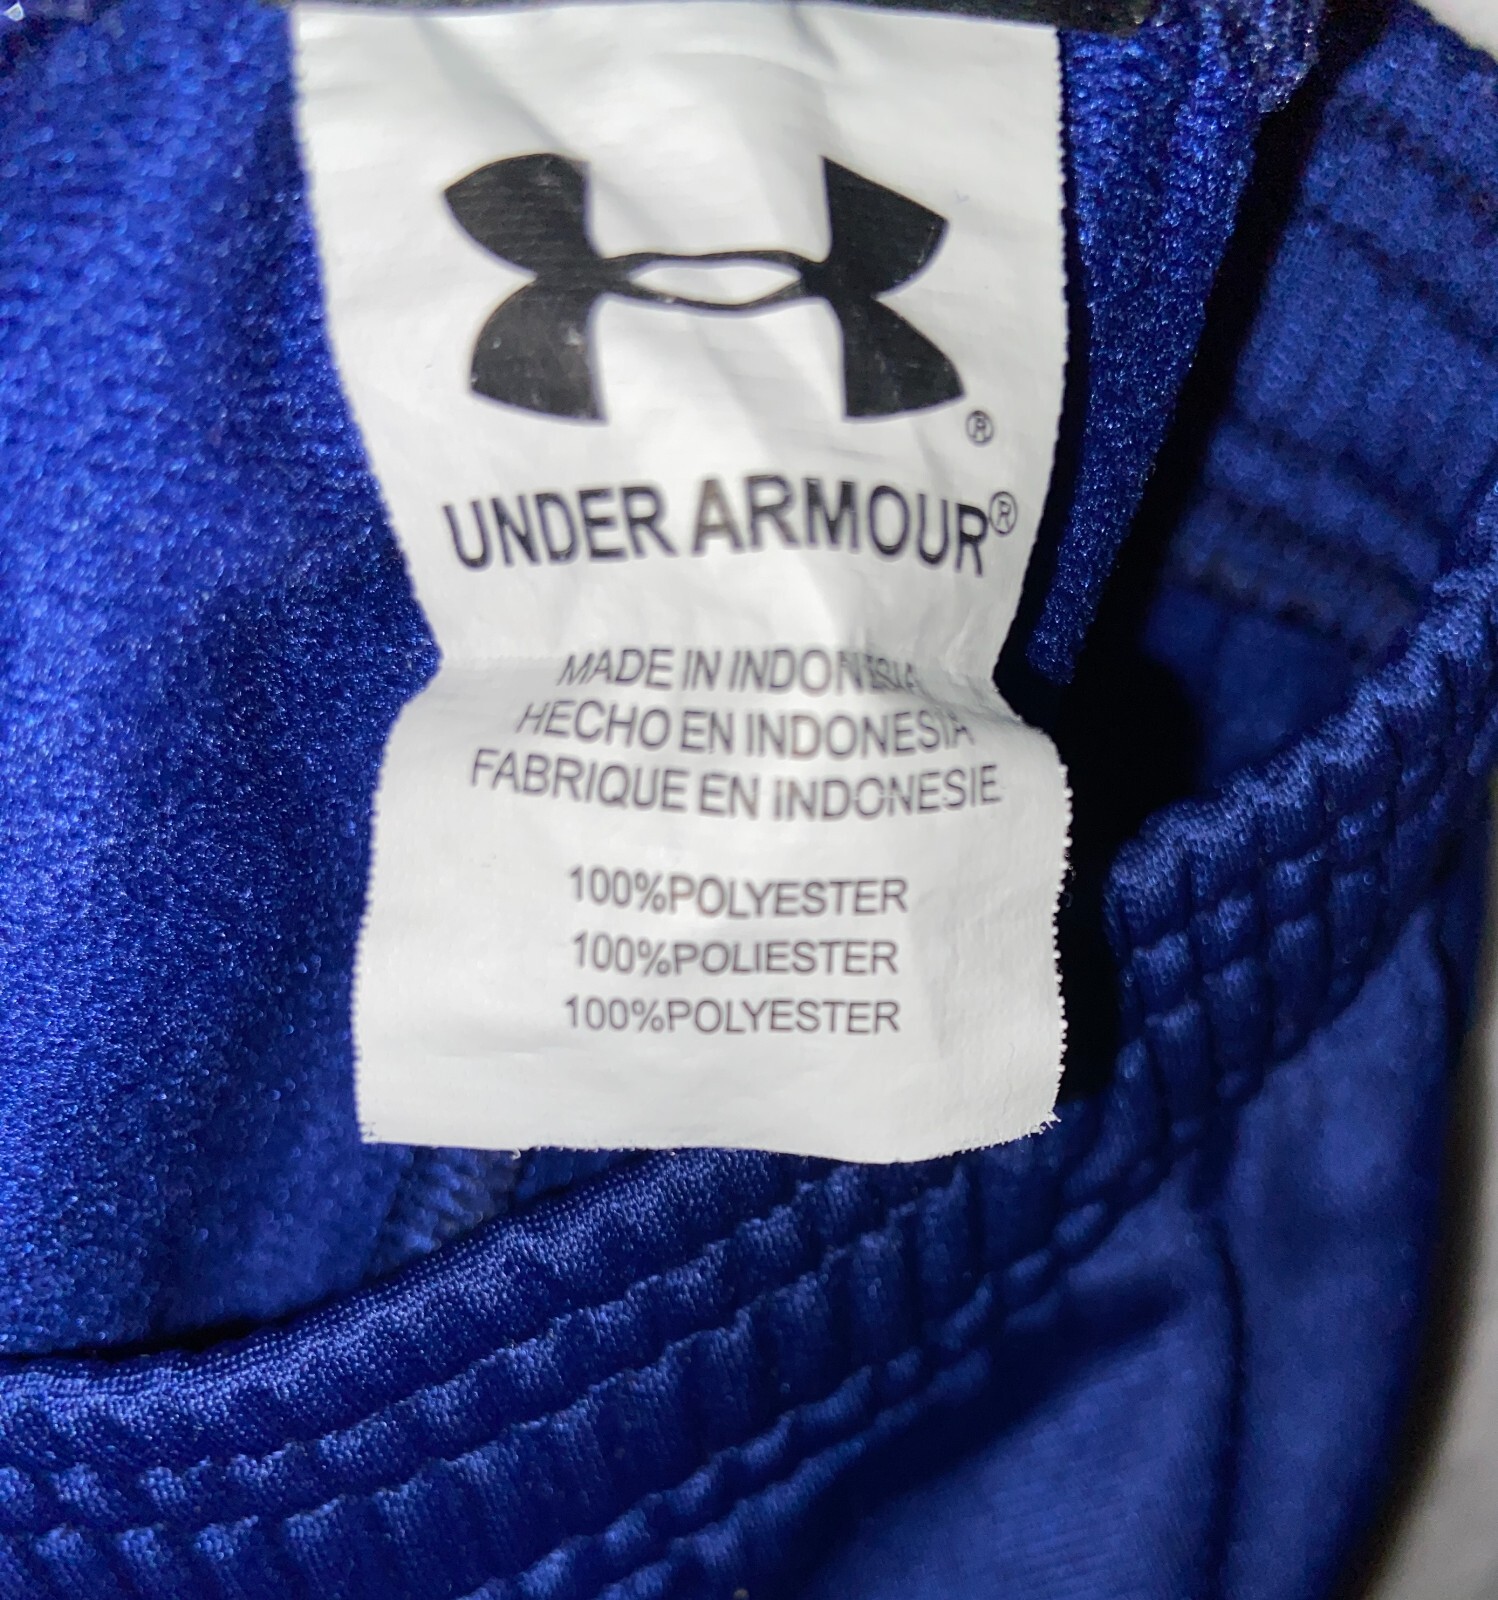 ®
UNDER ARMOUR®
MADE IN INDONESIA
HECHO EN INDONESIA
FABRIQUE EN INDONESIE
100%POLYESTER
100%POLIESTER
100%POLYESTER